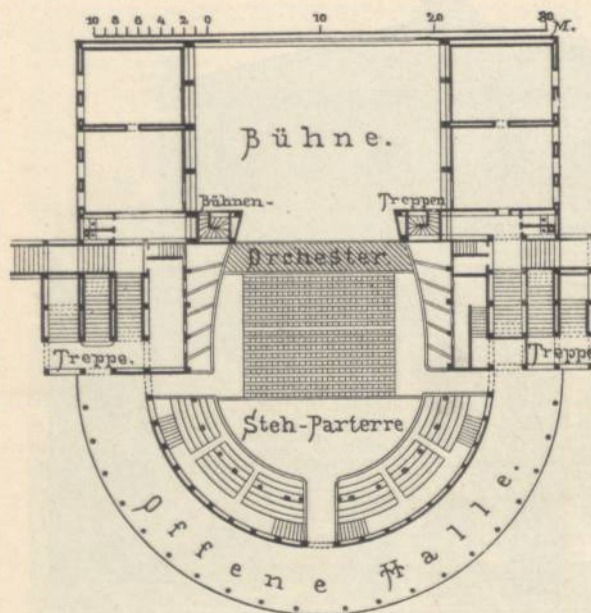 10 8 6 4 2 0 10 20 30 M.
Bühne.
Bühnen- Treppen
Orchester
Treppe. Treppe
Steh-Parterre
Offene Halle.